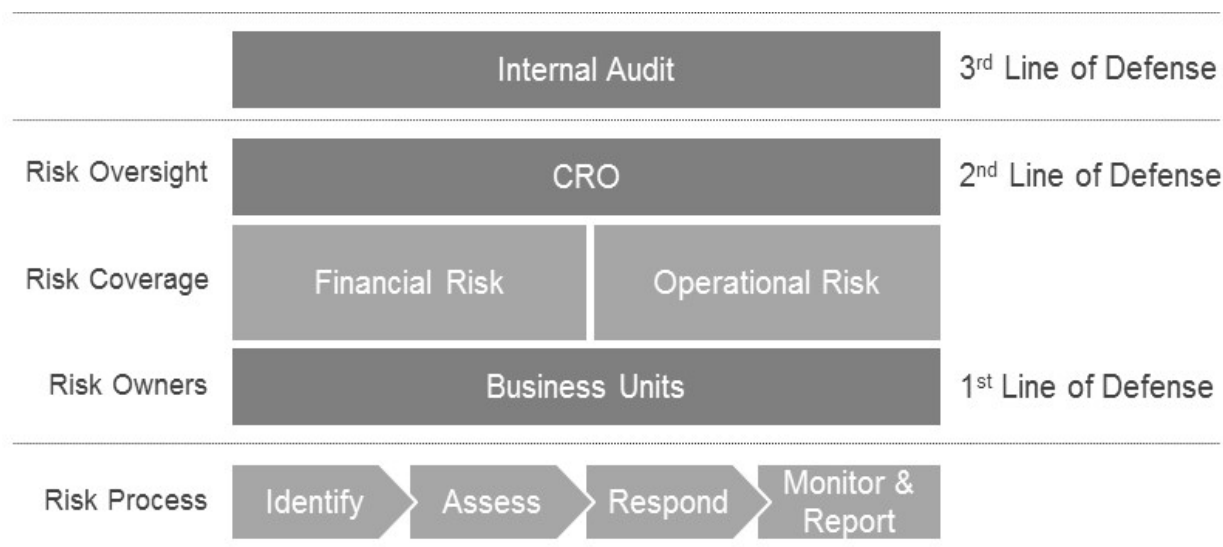 Internal Audit
3rd Line of Defense
Risk Oversight
CRO
2nd Line of Defense
Risk Coverage
Financial Risk
Operational Risk
Risk Owners
Business Units
1st Line of Defense
Risk Process
Identify
Assess
Respond
Monitor &
Report